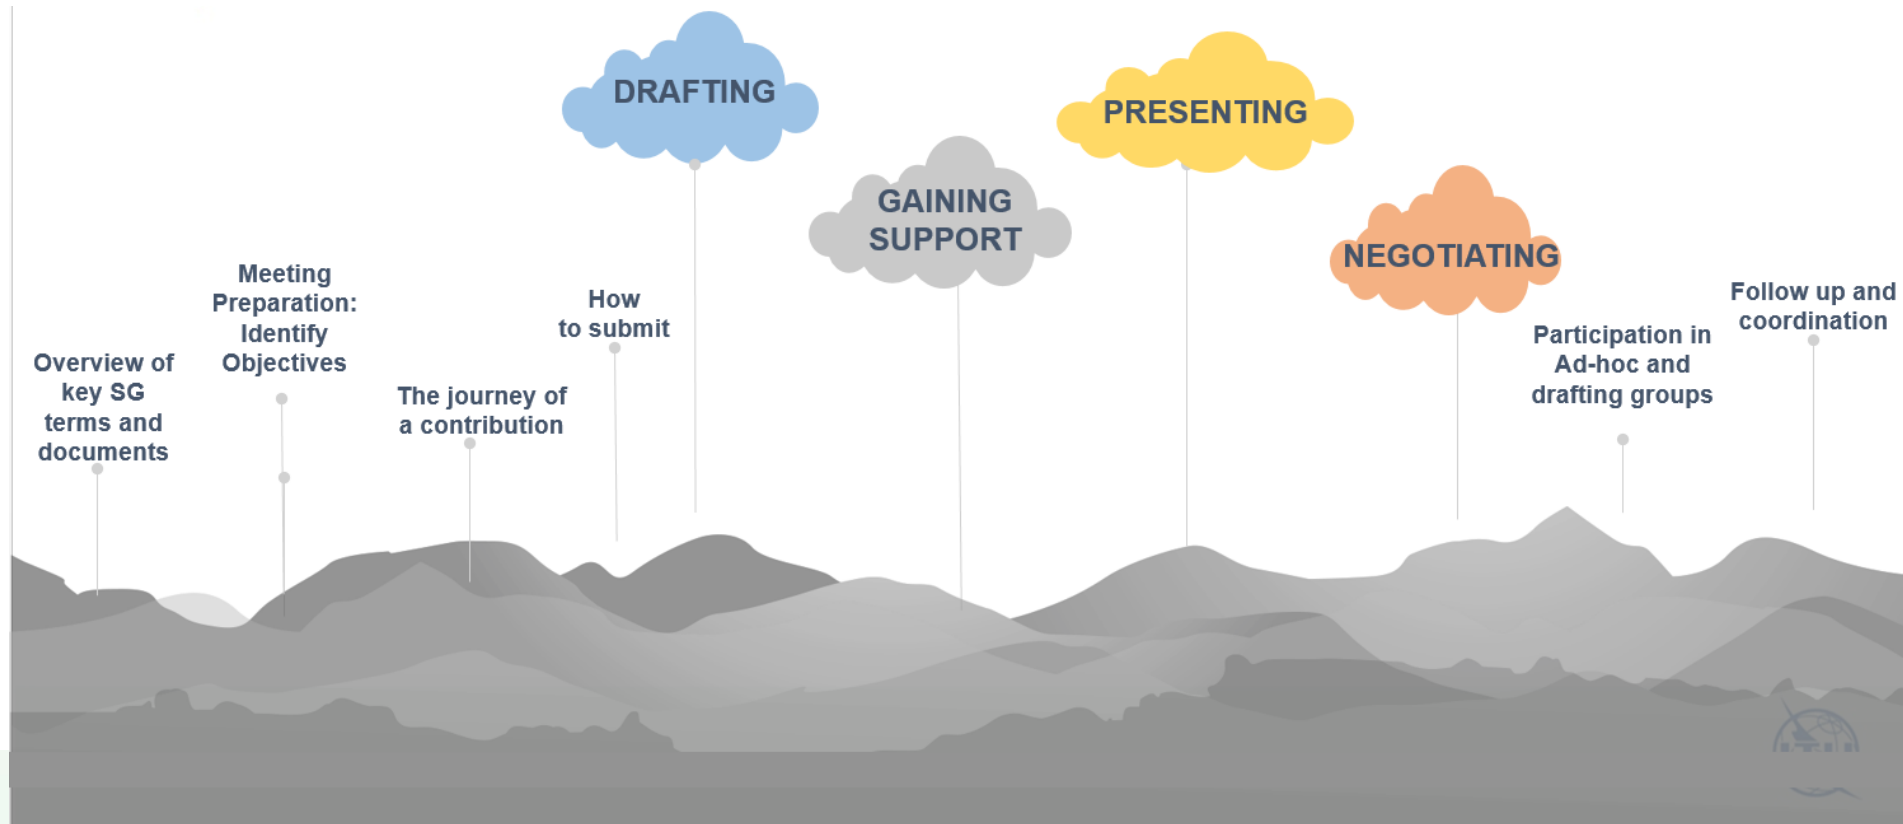 Overview of
key SG
terms and
documents
Meeting
Preparation:
Identify
Objectives
The journey of
a contribution
How
to submit
DRAFTING
GAINING
SUPPORT
PRESENTING
NEGOTIATING
Participation in
Ad-hoc and
drafting groups
Follow up and
coordination